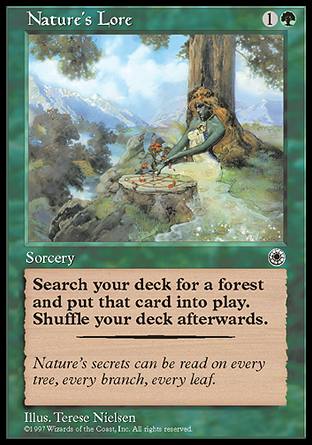 Nature's Lore 1
Sorcery
Search your deck for a forest
and put that card into play.
Shuffle your deck afterwards.
Nature's secrets can be read on every
tree, every branch, every leaf.
Illus. Terese Nielsen
©1997 Wizards of the Coast, Inc. All rights reserved.